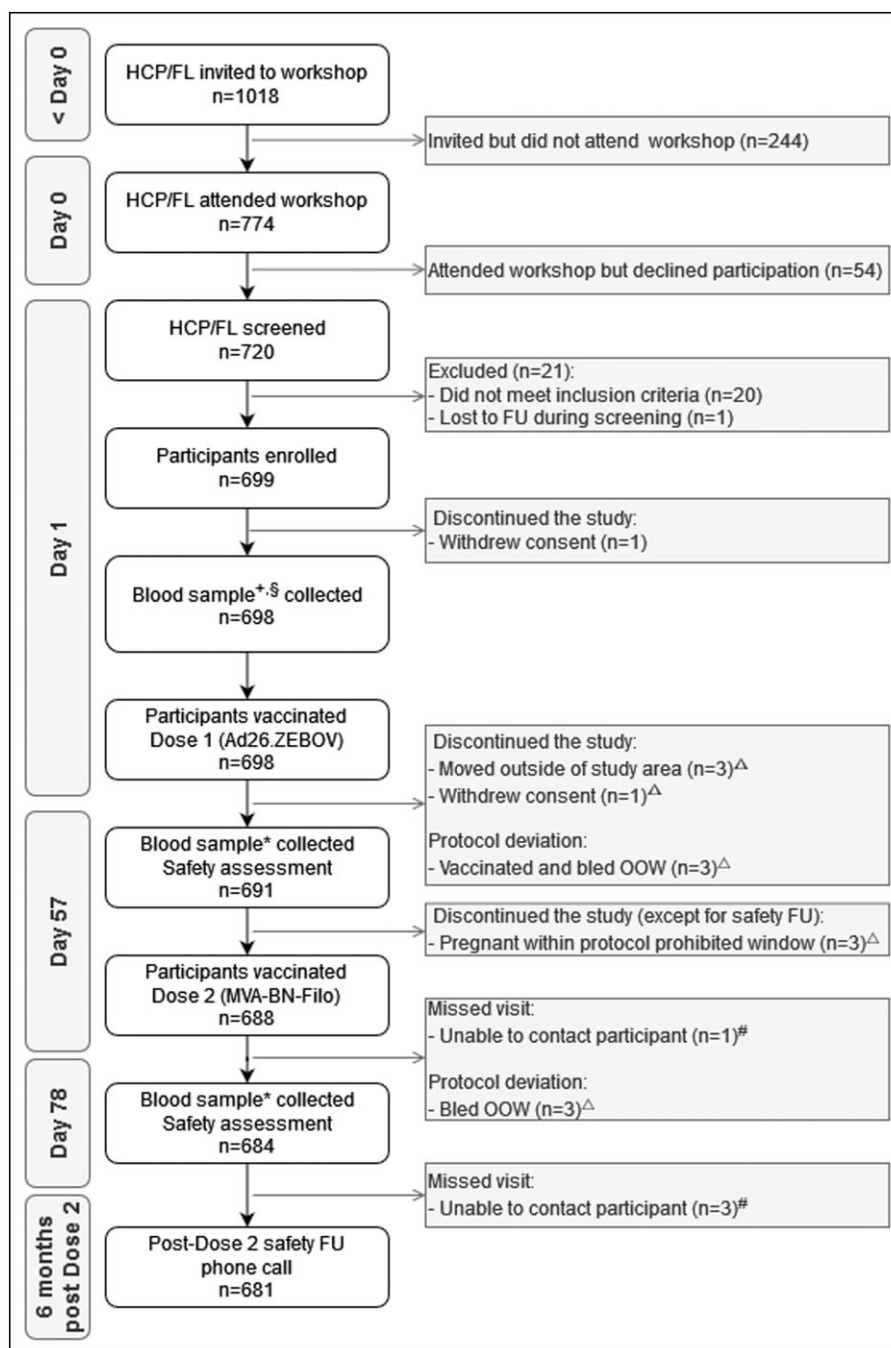 < Day 0
HCP/FL invited to workshop
n=1018
Invited but did not attend workshop (n=244)
Day 0
HCP/FL attended workshop
n=774
Attended workshop but declined participation (n=54)
Day 1
HCP/FL screened
n=720
Excluded (n=21):
- Did not meet inclusion criteria (n=20)
- Lost to FU during screening (n=1)
Participants enrolled
n=699
Discontinued the study:
- Withdrew consent (n=1)
Blood sample⁺,§ collected
n=698
Participants vaccinated
Dose 1 (Ad26.ZEBOV)
n=698
Discontinued the study:
- Moved outside of study area (n=3)△
- Withdrew consent (n=1)△
Protocol deviation:
- Vaccinated and bled OOW (n=3)△
Day 57
Blood sample* collected
Safety assessment
n=691
Discontinued the study (except for safety FU):
- Pregnant within protocol prohibited window (n=3)△
Participants vaccinated
Dose 2 (MVA-BN-Filo)
n=688
Missed visit:
- Unable to contact participant (n=1)#
Protocol deviation:
- Bled OOW (n=3)△
Day 78
Blood sample* collected
Safety assessment
n=684
Missed visit:
- Unable to contact participant (n=3)#
6 months
post Dose 2
Post-Dose 2 safety FU
phone call
n=681